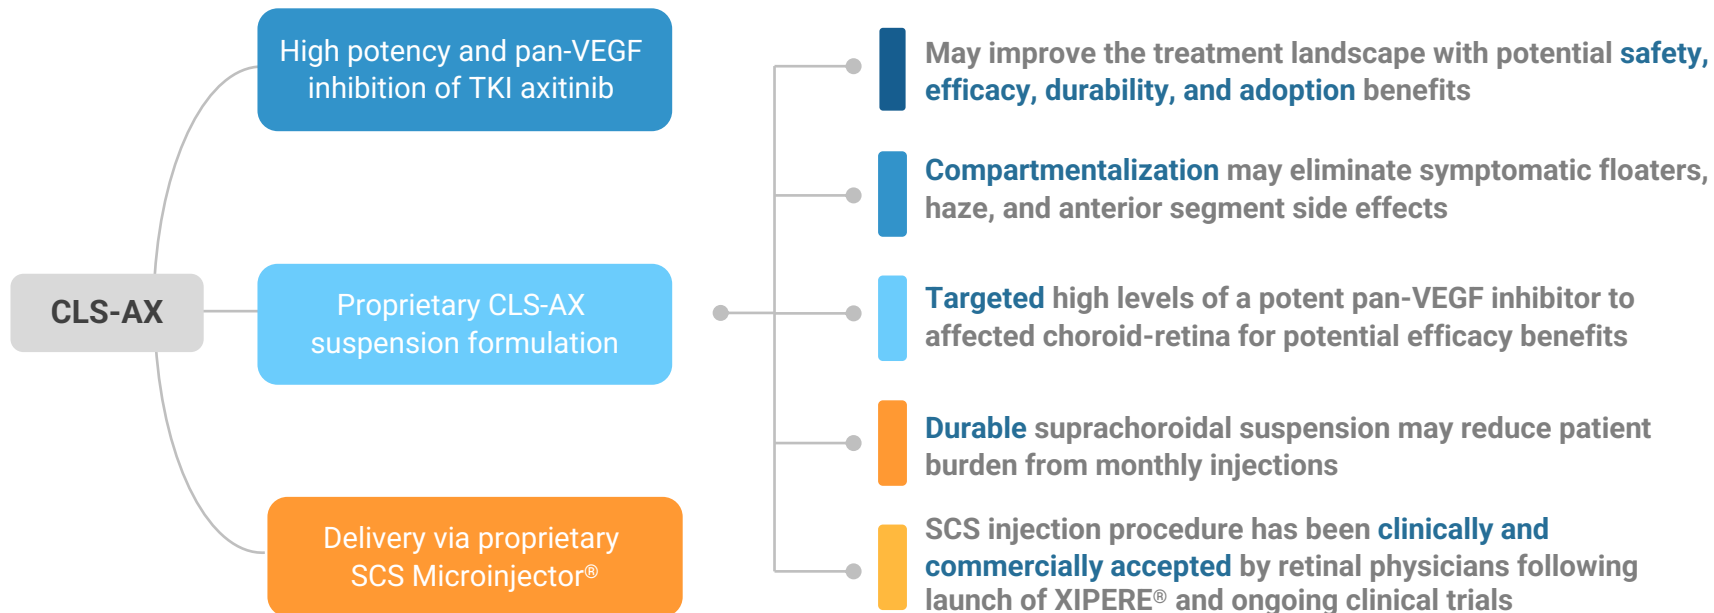 CLS-AX
High potency and pan-VEGF
inhibition of TKI axitinib
Proprietary CLS-AX
suspension formulation
Delivery via proprietary
SCS Microinjector®
May improve the treatment landscape with potential safety,
efficacy, durability, and adoption benefits
Compartmentalization may eliminate symptomatic floaters,
haze, and anterior segment side effects
Targeted high levels of a potent pan-VEGF inhibitor to
affected choroid-retina for potential efficacy benefits
Durable suprachoroidal suspension may reduce patient
burden from monthly injections
SCS injection procedure has been clinically and
commercially accepted by retinal physicians following
launch of XIPERE® and ongoing clinical trials